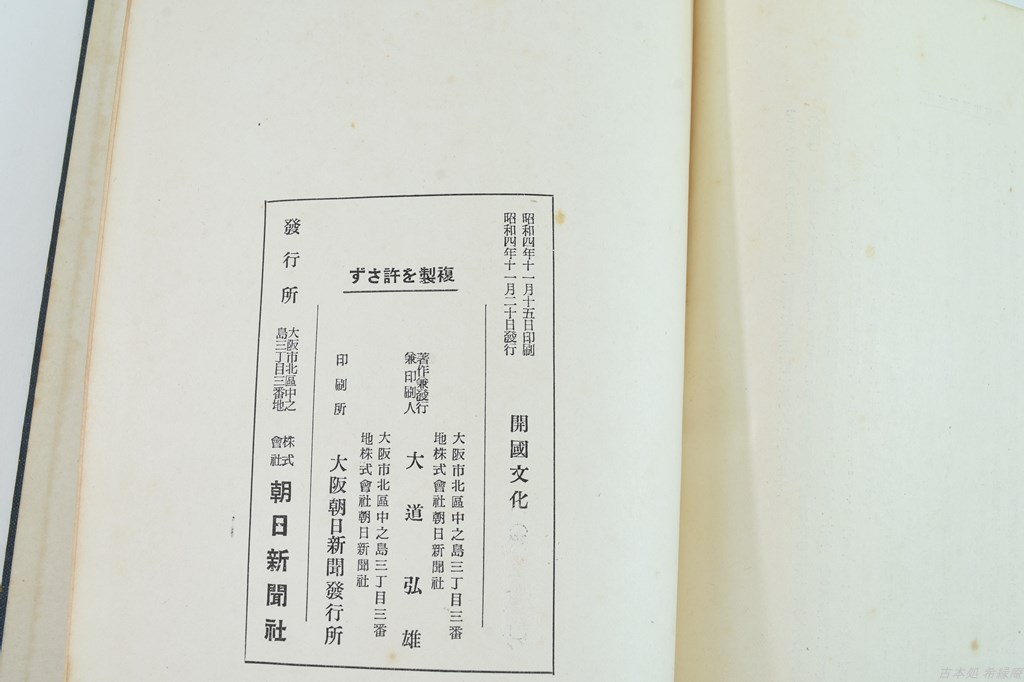 昭和四年十一月十五日印刷
昭和四年十一月二十日發行
開國文化
複製を許さず
著作兼發行
兼印刷人
大阪市北區中之島三丁目三番
地株式會社朝日新聞社
大道弘雄
印刷所
大阪市北區中之島三丁目三番
地株式會社朝日新聞社
大阪朝日新聞發行所
發行所
大阪市北區中之
島三丁目三番地
株式
會社
朝日新聞社
古本処 希縁堂